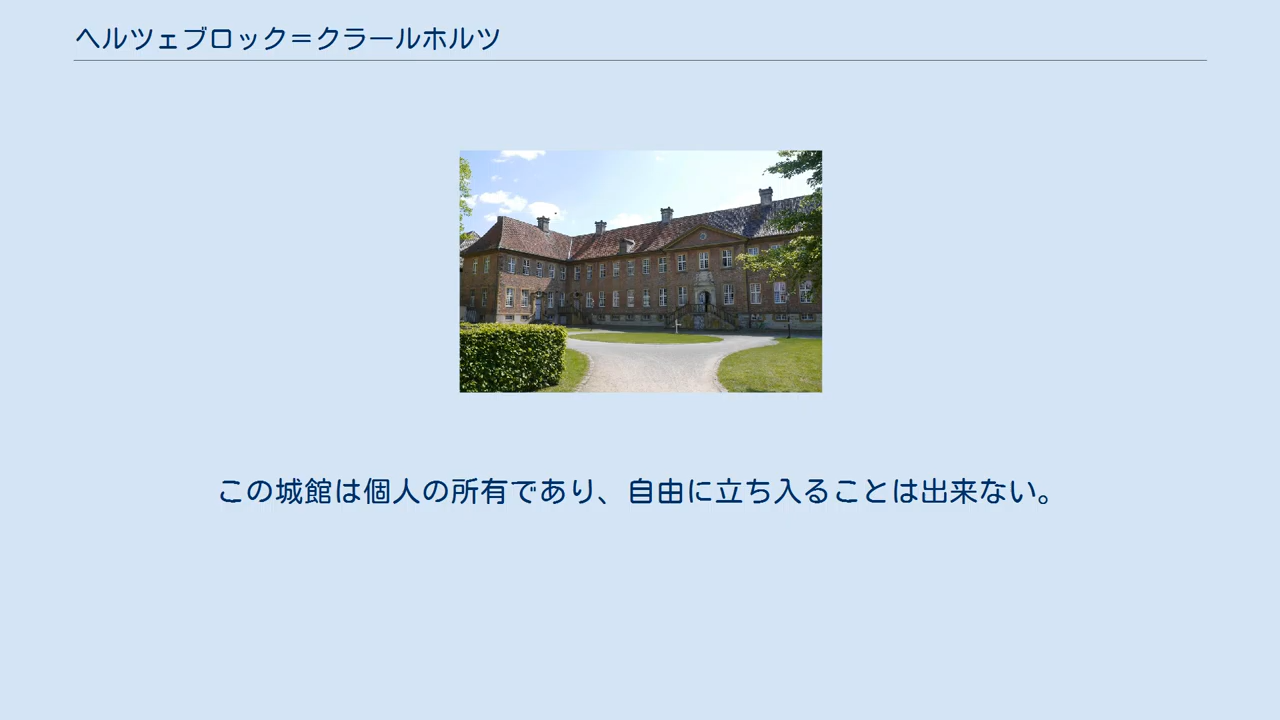 ヘルツェブロック＝クラールホルツ
この城館は個人の所有であり、自由に立ち入ることは出来ない。